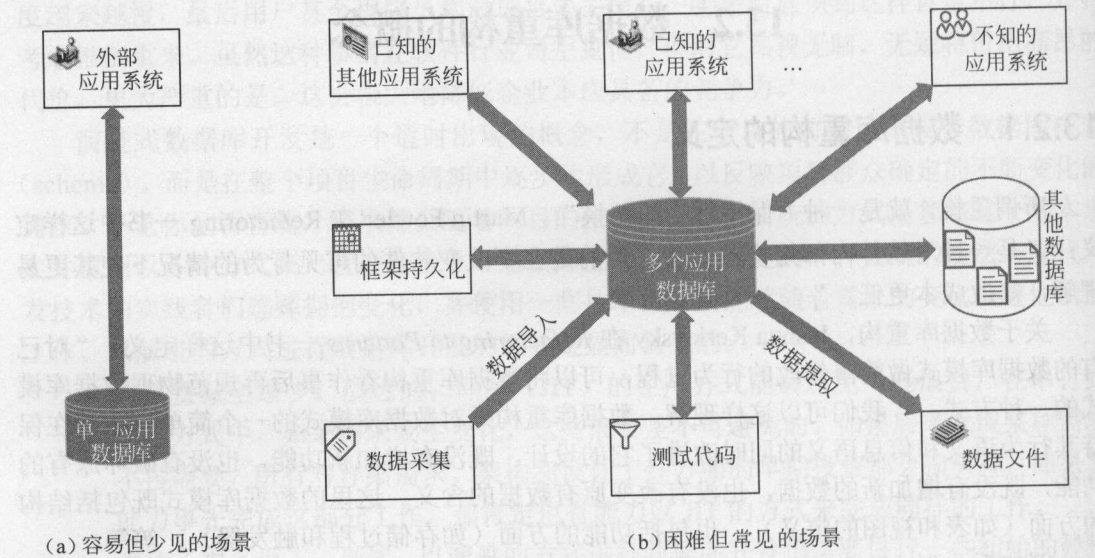 外部
应用系统
已知的
其他应用系统
已知的
应用系统
……
不知的
应用系统
框架持久化
多个应用
数据库
其他数据库
数据导入
数据提取
单一应用
数据库
数据采集
测试代码
数据文件
(a) 容易但少见的场景
(b) 困难但常见的场景